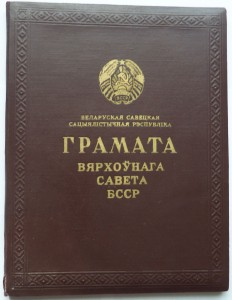 БЕЛАРУСКАЯ САВЕЦКАЯ
САЦЫЯЛІСТЫЧНАЯ РЭСПУБЛІКА
ГРАМАТА
ВЯРХОЎНАГА
САВЕТА
БССР